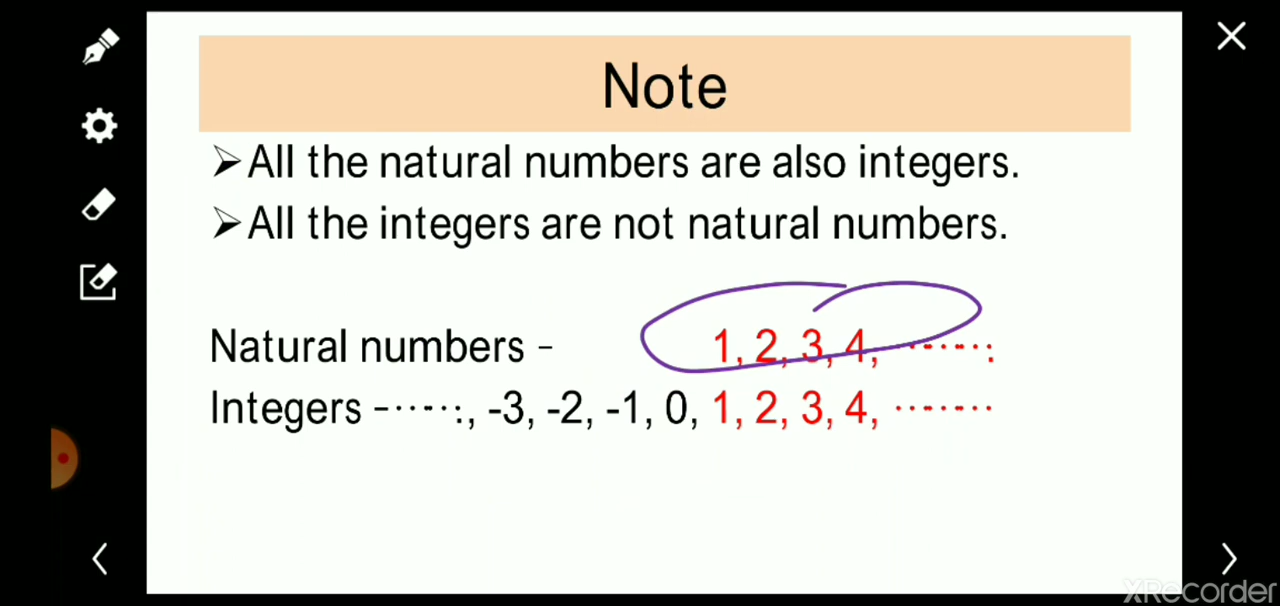 Note
➢All the natural numbers are also integers.
➢All the integers are not natural numbers.
Natural numbers - 1, 2, 3, 4, ........
Integers -......, -3, -2, -1, 0, 1, 2, 3, 4, ........
XRecorder